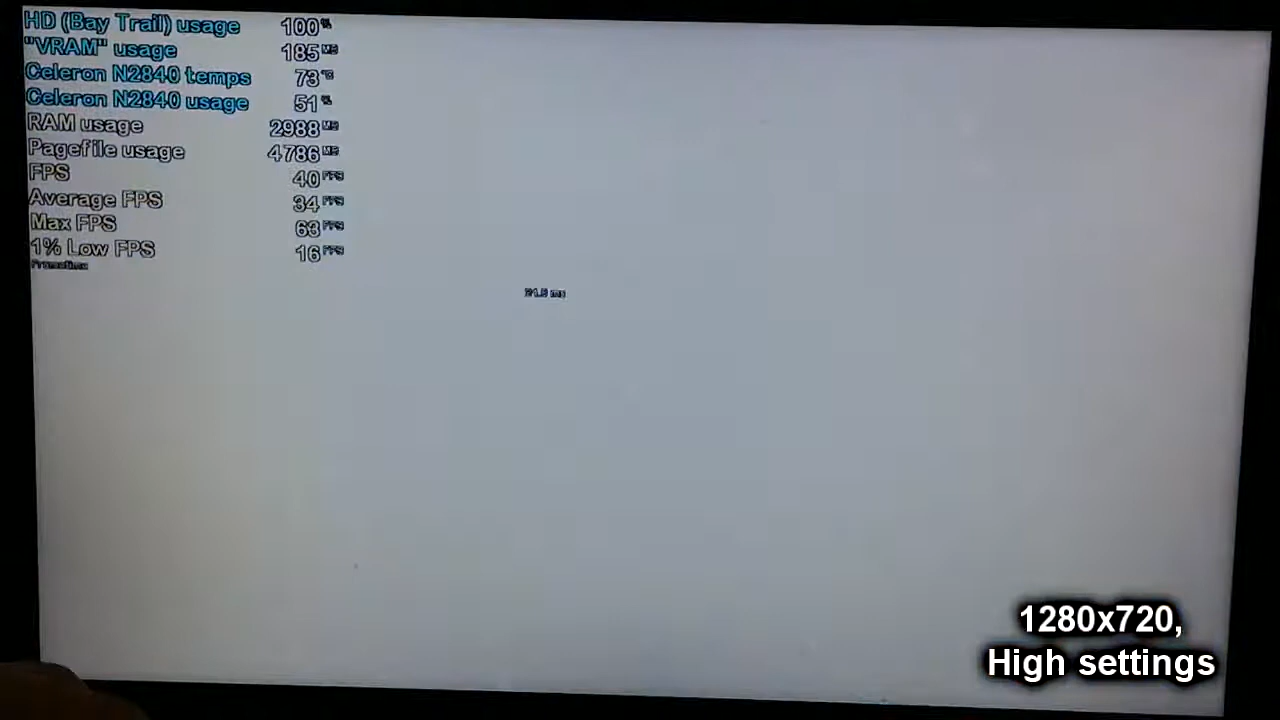 HD (Bay Trail) usage 100 %
"VRAM" usage 185 MB
Celeron N2840 temps 73 °C
Celeron N2840 usage 51 %
RAM usage 2988 MB
Pagefile usage 4786 MB
FPS 40 FPS
Average FPS 34 FPS
Max FPS 63 FPS
1% Low FPS 16 FPS
Frametime
ms
1280x720,
High settings